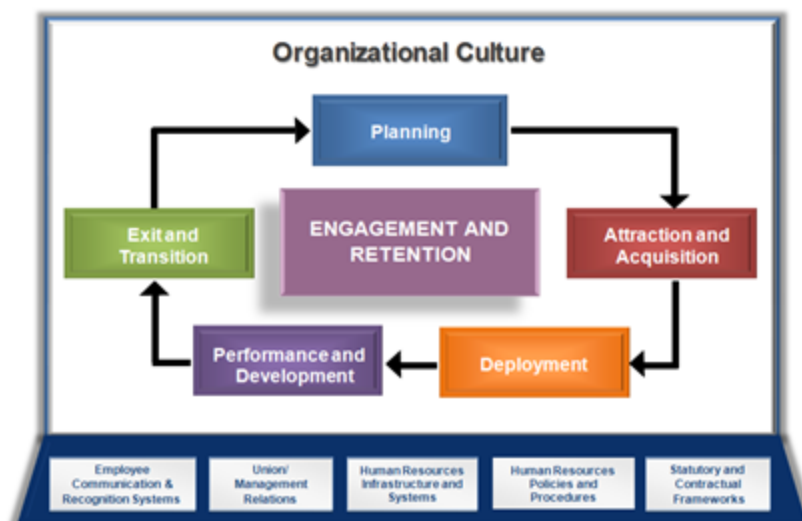 Organizational Culture
Planning
Exit and
Transition
ENGAGEMENT AND
RETENTION
Attraction and
Acquisition
Performance and
Development
Deployment
Employee
Communication &
Recognition Systems
Union/
Management
Relations
Human Resources
Infrastructure and
Systems
Human Resources
Policies and
Procedures
Statutory and
Contractual
Frameworks